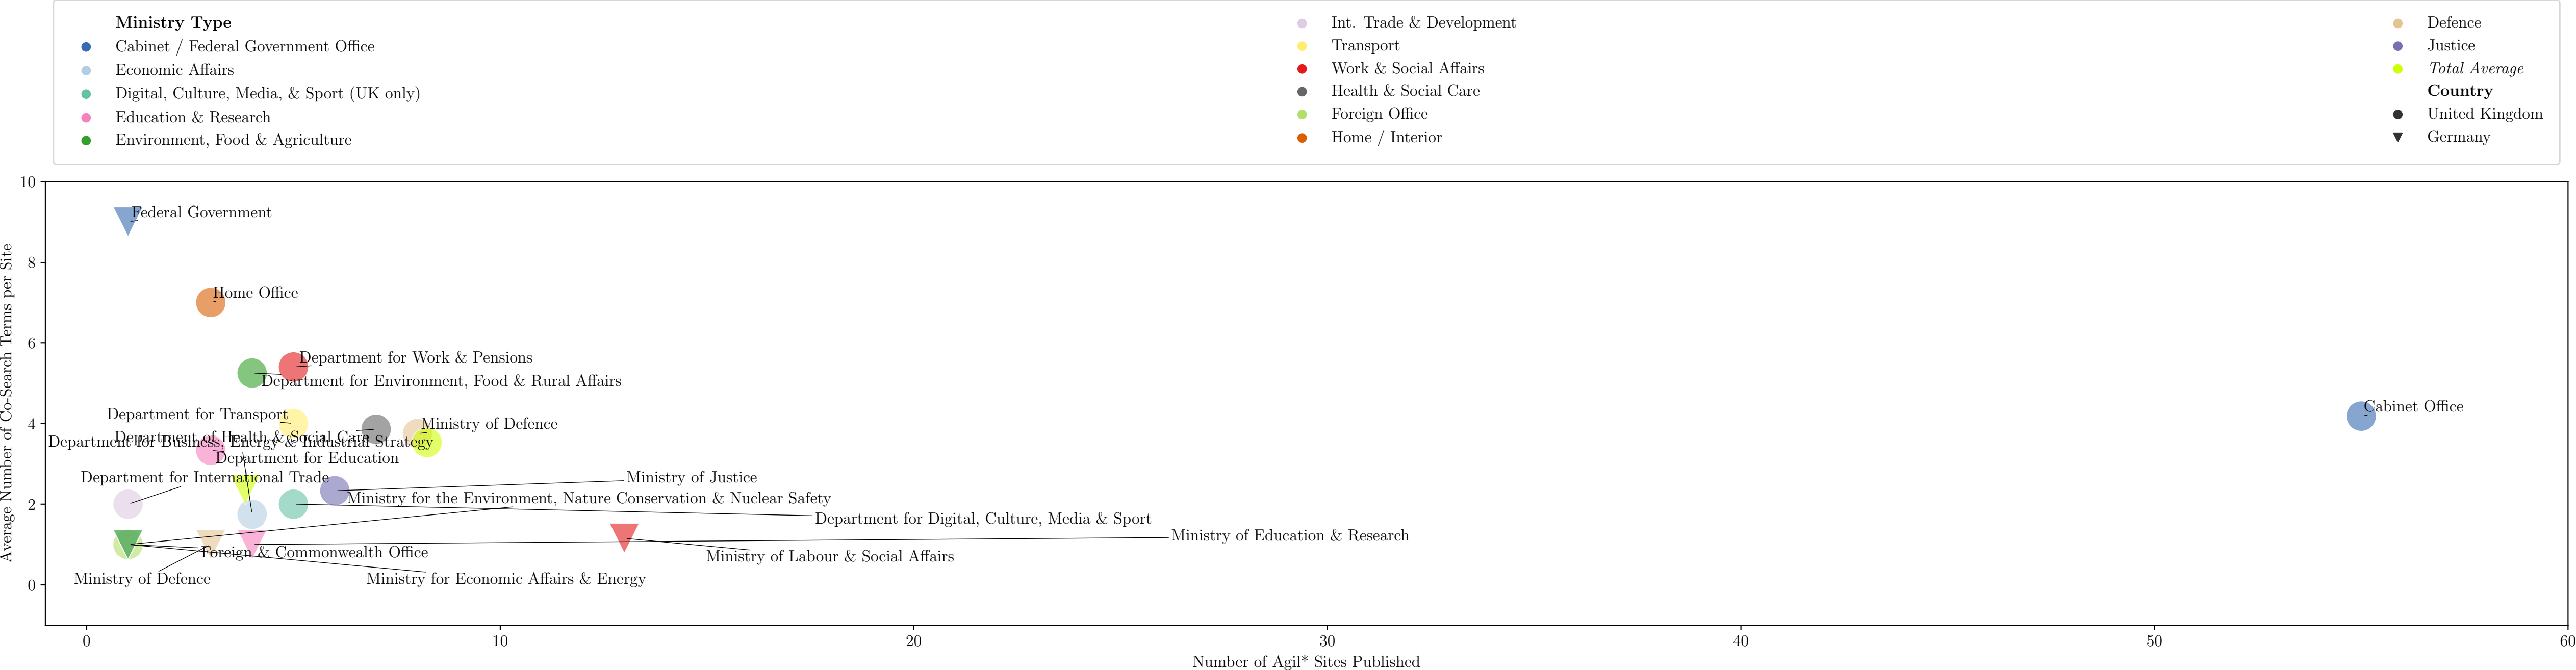 Ministry Type
Cabinet / Federal Government Office
Economic Affairs
Digital, Culture, Media, & Sport (UK only)
Education & Research
Environment, Food & Agriculture
Int. Trade & Development
Transport
Work & Social Affairs
Health & Social Care
Foreign Office
Home / Interior
Defence
Justice
Total Average
Country
United Kingdom
Germany
Average Number of Co-Search Terms per Site
10
8
6
4
2
0
Federal Government
Home Office
Department for Work & Pensions
Department for Environment, Food & Rural Affairs
Cabinet Office
Department for Transport
Ministry of Defence
Department of Health & Social Care
Department for Business, Energy & Industrial Strategy
Department for Education
Department for International Trade
Ministry of Justice
Ministry for the Environment, Nature Conservation & Nuclear Safety
Department for Digital, Culture, Media & Sport
Ministry of Education & Research
Foreign & Commonwealth Office
Ministry of Labour & Social Affairs
Ministry of Defence
Ministry for Economic Affairs & Energy
0
10
20
30
40
50
60
Number of Agil* Sites Published